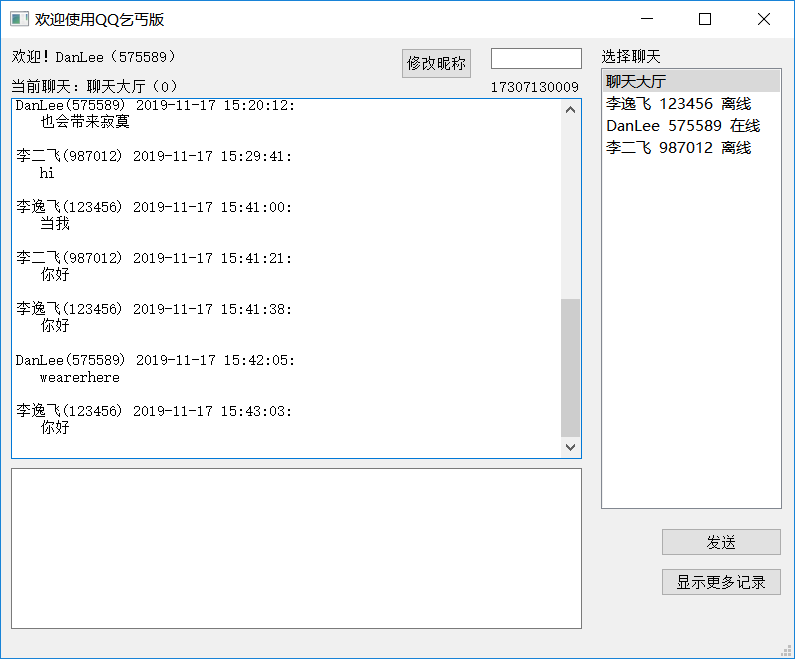 欢迎使用QQ乞丐版
欢迎！DanLee（575589）
修改昵称
选择聊天
当前聊天：聊天大厅（0）
17307130009
DanLee(575589) 2019-11-17 15:20:12:
也会带来寂寞
李二飞(987012) 2019-11-17 15:29:41:
hi
李逸飞(123456) 2019-11-17 15:41:00:
当我
李二飞(987012) 2019-11-17 15:41:21:
你好
李逸飞(123456) 2019-11-17 15:41:38:
你好
DanLee(575589) 2019-11-17 15:42:05:
wearerhere
李逸飞(123456) 2019-11-17 15:43:03:
你好
聊天大厅
李逸飞 123456 离线
DanLee 575589 在线
李二飞 987012 离线
发送
显示更多记录